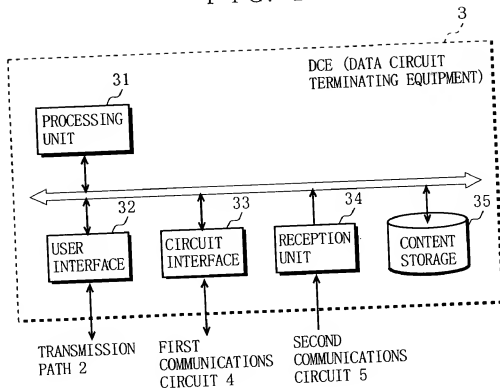 3
DCE (DATA CIRCUIT
TERMINATING EQUIPMENT)
31
PROCESSING
UNIT
32
USER
INTERFACE
33
CIRCUIT
INTERFACE
34
RECEPTION
UNIT
35
CONTENT
STORAGE
TRANSMISSION
PATH 2
FIRST
COMMUNICATIONS
CIRCUIT 4
SECOND
COMMUNICATIONS
CIRCUIT 5